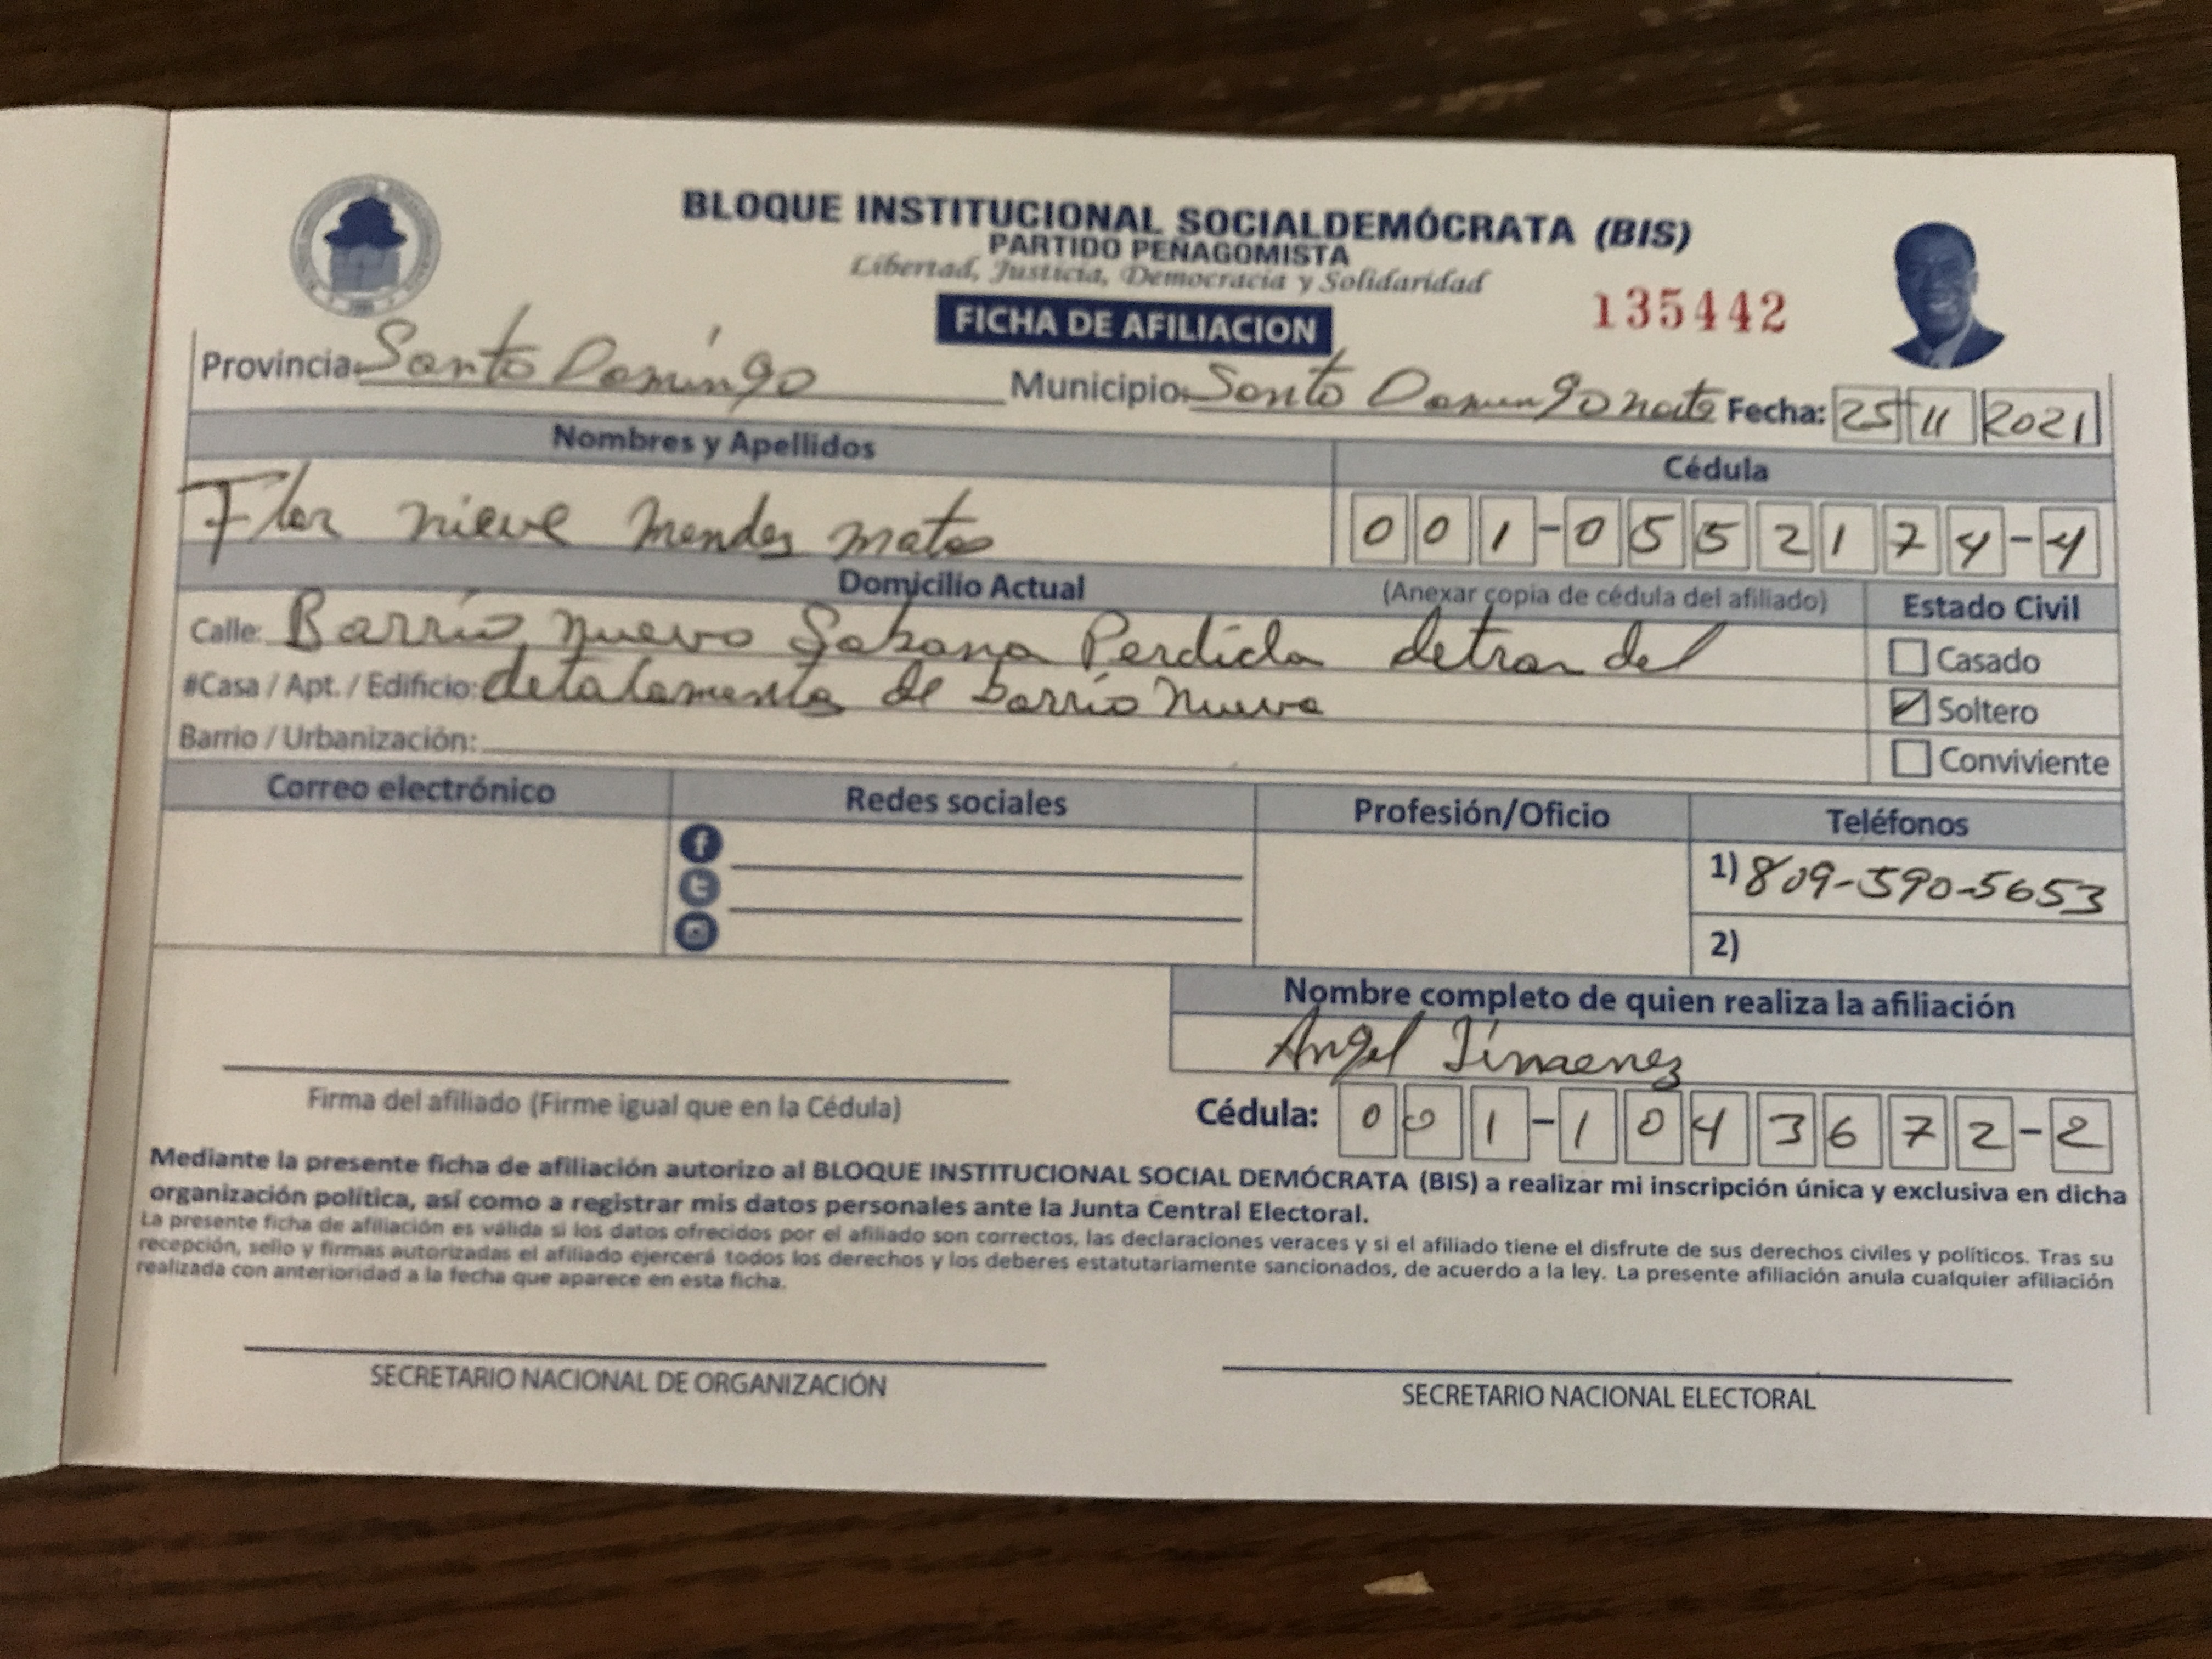 BLOQUE INSTITUCIONAL SOCIALDEMÓCRATA (BIS)
PARTIDO PEÑAGOMISTA
Libertad, Justicia, Democracia y Solidaridad
FICHA DE AFILIACION
135442
Provincia: Santo Domingo Municipio: Santo Domingo norte Fecha: 25 11 2021
Nombres y Apellidos Cédula
Flor nieve mendez matos 001-0552174-4
Domicilio Actual (Anexar copia de cédula del afiliado) Estado Civil
Calle: Barrio nuevo Sabana Perdida detras del Casado
#Casa / Apt. / Edificio: detatamento de barrio Nuevo Soltero
Barrio / Urbanización: Conviviente
Correo electrónico Redes sociales Profesión/Oficio Teléfonos
1) 809-590-5653
2)
Nombre completo de quien realiza la afiliación
Angel Jimenez
Firma del afiliado (Firme igual que en la Cédula) Cédula: 001-1043672-2
Mediante la presente ficha de afiliación autorizo al BLOQUE INSTITUCIONAL SOCIAL DEMÓCRATA (BIS) a realizar mi inscripción única y exclusiva en dicha
organización política, así como a registrar mis datos personales ante la Junta Central Electoral.
La presente ficha de afiliación es válida si los datos ofrecidos por el afiliado son correctos, las declaraciones veraces y si el afiliado tiene el disfrute de sus derechos civiles y políticos. Tras su
recepción, sello y firmas autorizadas el afiliado ejercerá todos los derechos y los deberes estatutariamente sancionados, de acuerdo a la ley. La presente afiliación anula cualquier afiliación
realizada con anterioridad a la fecha que aparece en esta ficha.
SECRETARIO NACIONAL DE ORGANIZACIÓN SECRETARIO NACIONAL ELECTORAL